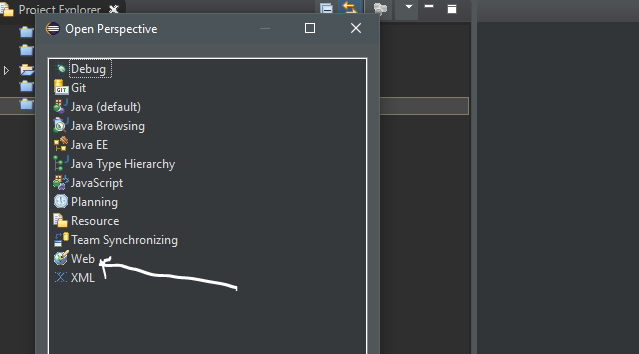 Project Explorer
Open Perspective
Debug
GIT Git
Java (default)
Java Browsing
Java EE
Java Type Hierarchy
JavaScript
Planning
Resource
Team Synchronizing
Web
XML